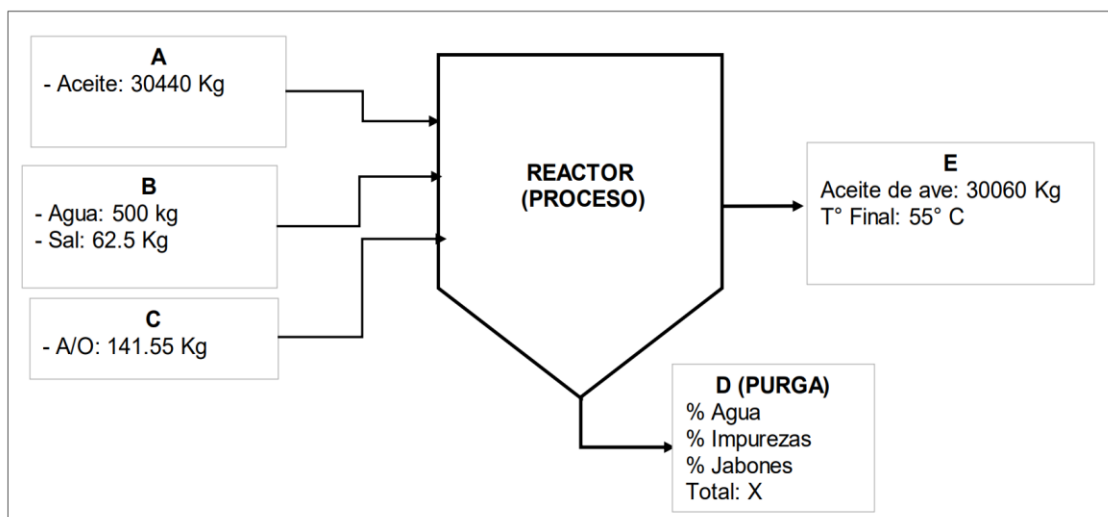 A
- Aceite: 30440 Kg
B
- Agua: 500 kg
- Sal: 62.5 Kg
C
- A/O: 141.55 Kg
REACTOR
(PROCESO)
E
Aceite de ave: 30060 Kg
T° Final: 55° C
D (PURGA)
% Agua
% Impurezas
% Jabones
Total: X